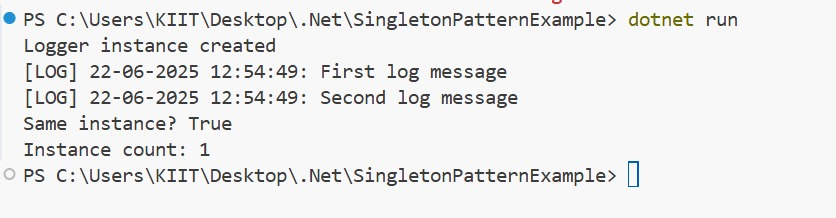 PS C:\Users\KIIT\Desktop\.Net\SingletonPatternExample> dotnet run
Logger instance created
[LOG] 22-06-2025 12:54:49: First log message
[LOG] 22-06-2025 12:54:49: Second log message
Same instance? True
Instance count: 1
PS C:\Users\KIIT\Desktop\.Net\SingletonPatternExample>